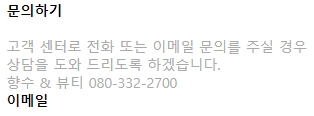 문의하기
고객 센터로 전화 또는 이메일 문의를 주실 경우
상담을 도와 드리도록 하겠습니다.
향수 & 뷰티 080-332-2700
이메일